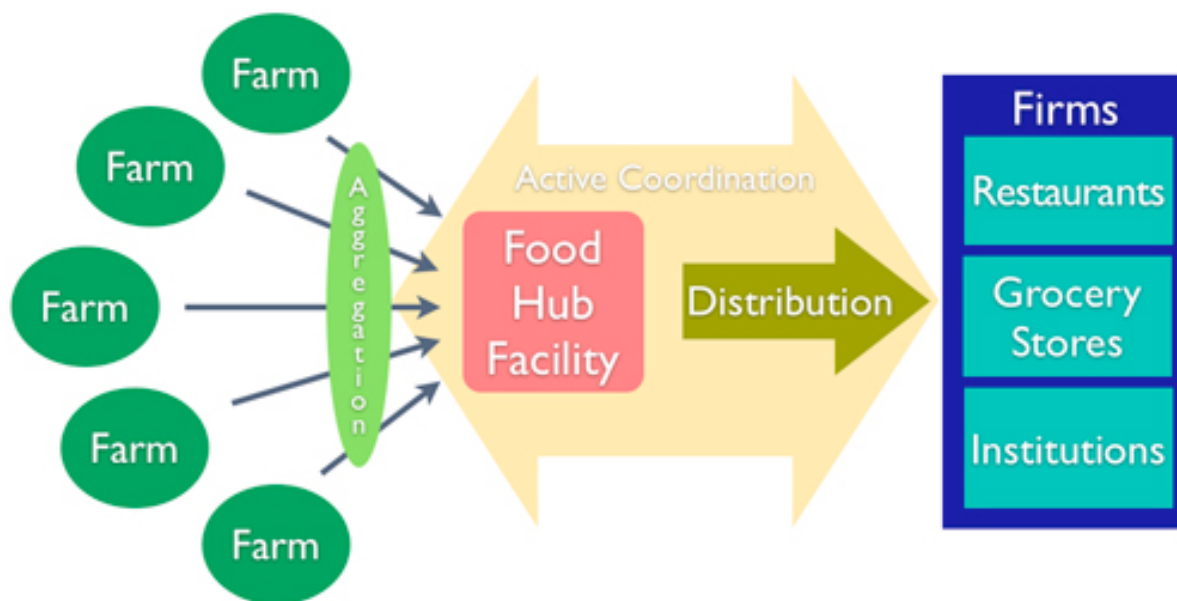 Farm
Farm
Farm
Farm
Farm
Aggregation
Active Coordination
Food
Hub
Facility
Distribution
Firms
Restaurants
Grocery
Stores
Institutions